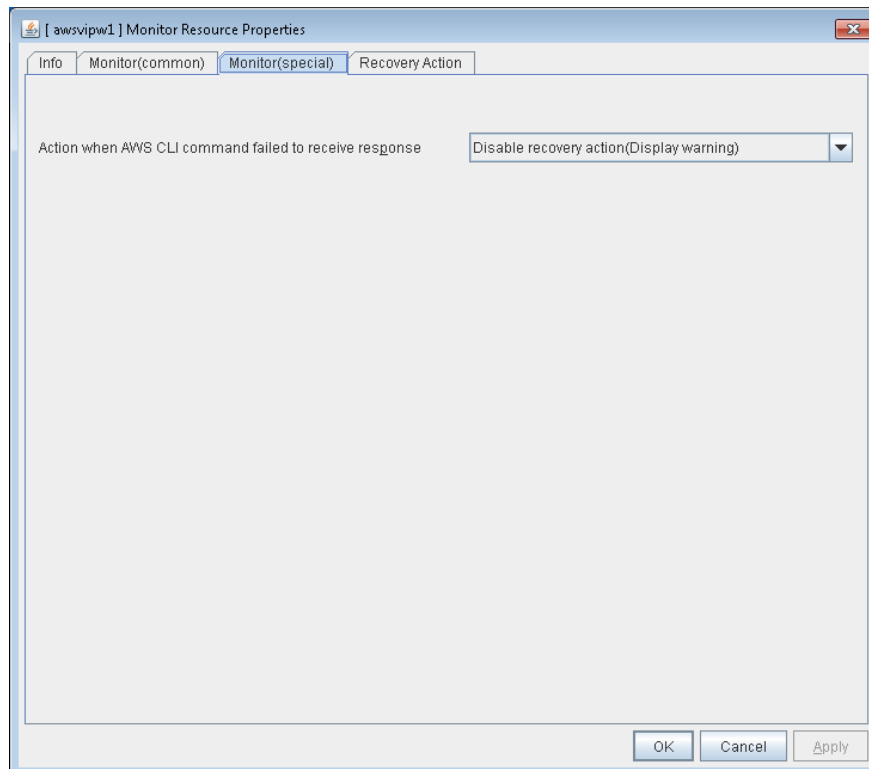 [ awsvipw1 ] Monitor Resource Properties
Info Monitor(common) Monitor(special) Recovery Action
Action when AWS CLI command failed to receive response Disable recovery action(Display warning)
OK Cancel Apply